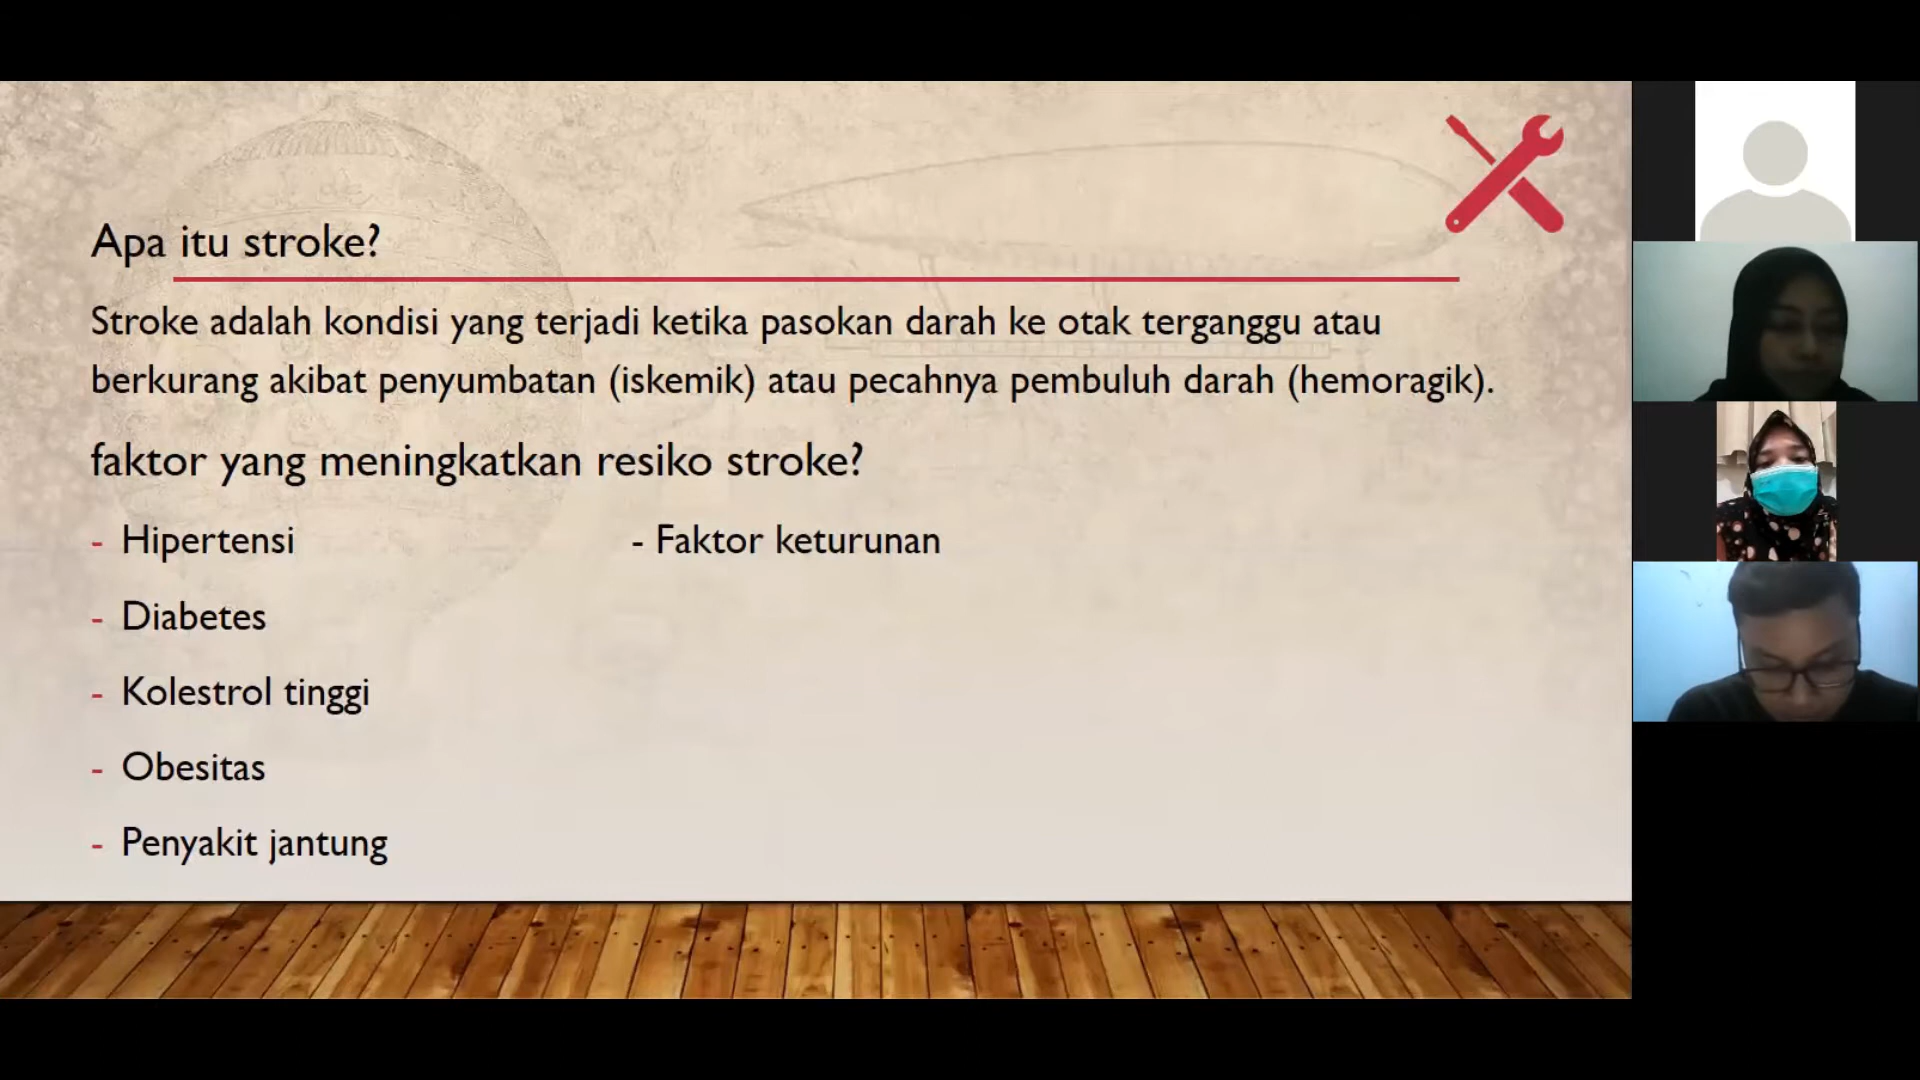 Apa itu stroke?
Stroke adalah kondisi yang terjadi ketika pasokan darah ke otak terganggu atau
berkurang akibat penyumbatan (iskemik) atau pecahnya pembuluh darah (hemoragik).
faktor yang meningkatkan resiko stroke?
- Hipertensi
- Faktor keturunan
- Diabetes
- Kolestrol tinggi
- Obesitas
- Penyakit jantung